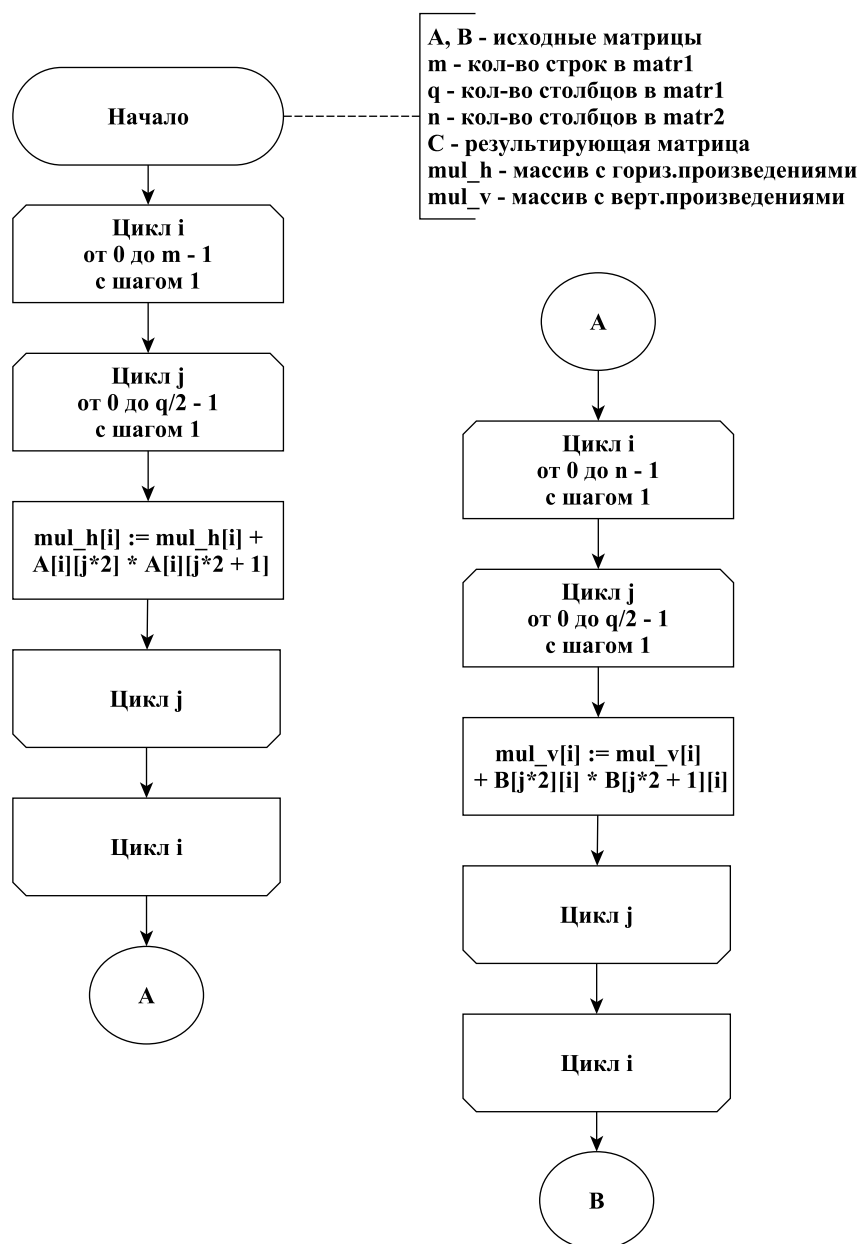 Начало
A, B - исходные матрицы
m - кол-во строк в matr1
q - кол-во столбцов в matr1
n - кол-во столбцов в matr2
C - результирующая матрица
mul_h - массив с гориз.произведениями
mul_v - массив с верт.произведениями
Цикл i
от 0 до m - 1
с шагом 1
Цикл j
от 0 до q/2 - 1
с шагом 1
mul_h[i] := mul_h[i] +
A[i][j*2] * A[i][j*2 + 1]
Цикл j
Цикл i
A
A
Цикл i
от 0 до n - 1
с шагом 1
Цикл j
от 0 до q/2 - 1
с шагом 1
mul_v[i] := mul_v[i]
+ B[j*2][i] * B[j*2 + 1][i]
Цикл j
Цикл i
B